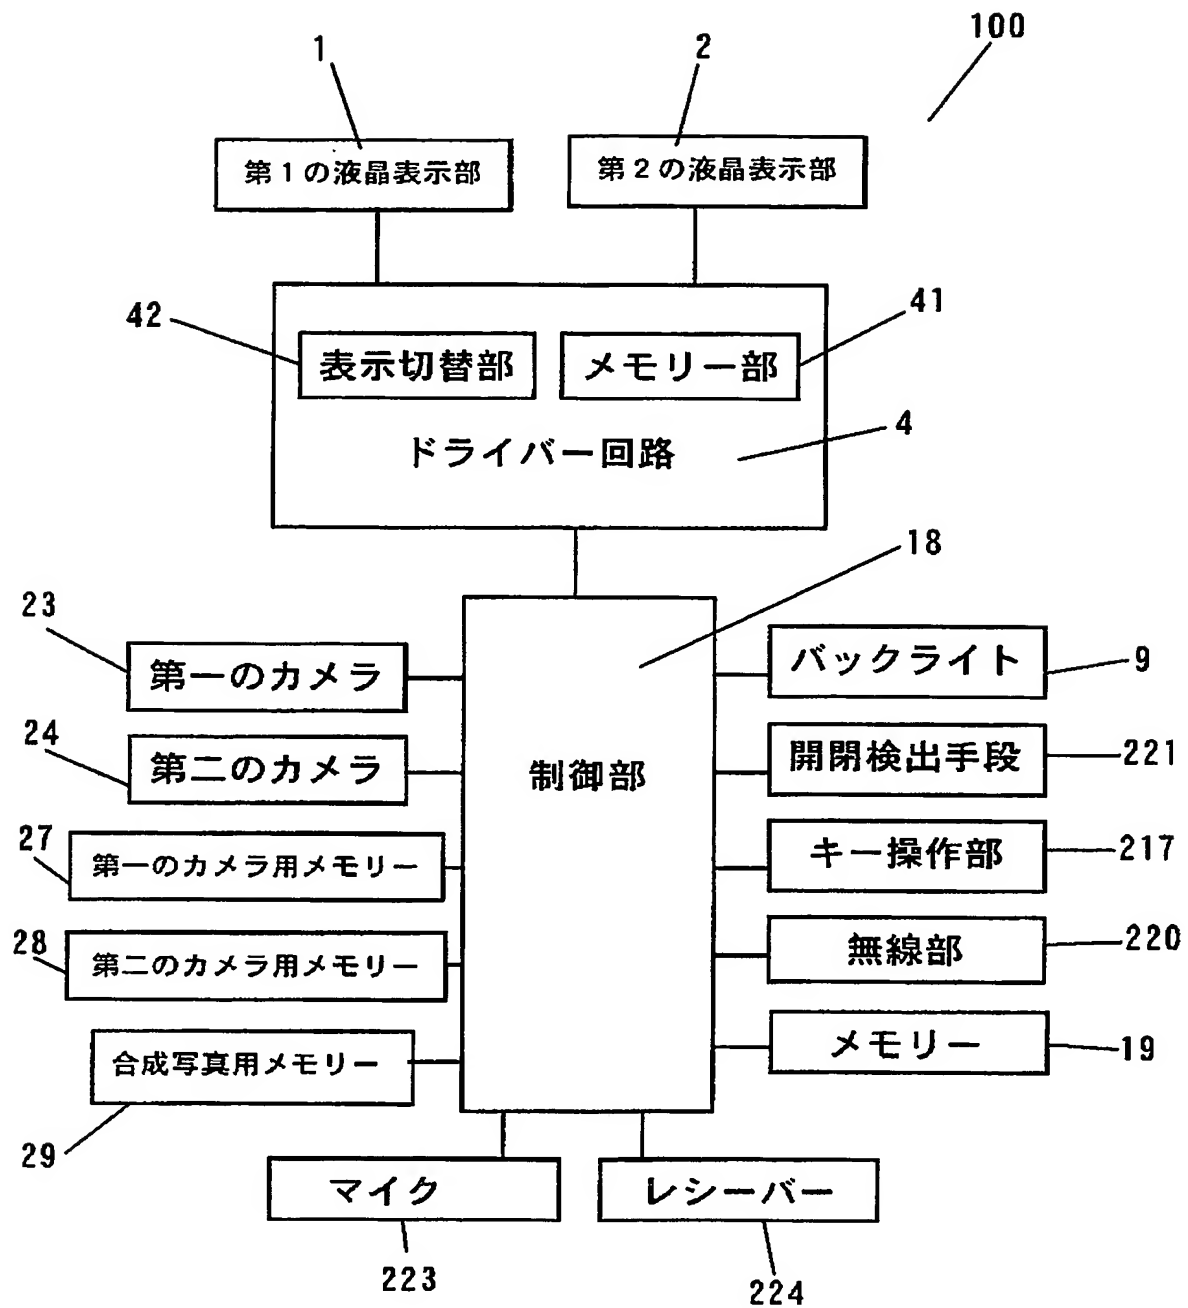 100
1
2
第1の液晶表示部
第2の液晶表示部
42
41
表示切替部
メモリー部
4
ドライバー回路
18
23
第一のカメラ
バックライト
9
24
第二のカメラ
制御部
開閉検出手段
221
27
第一のカメラ用メモリー
キー操作部
217
28
第二のカメラ用メモリー
無線部
220
合成写真用メモリー
メモリー
19
29
マイク
レシーバー
223
224